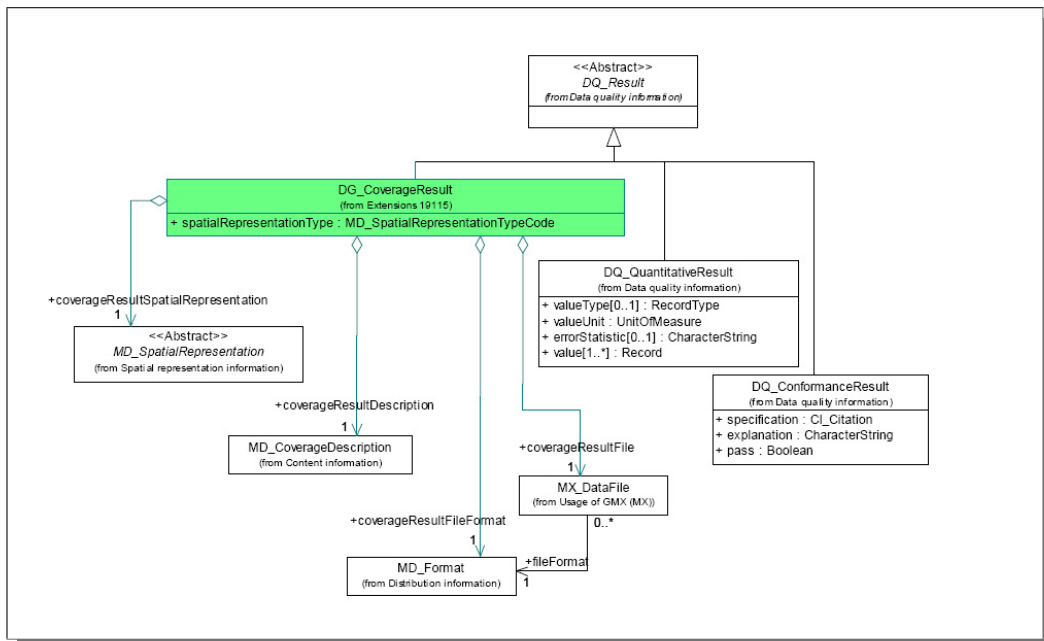 <<Abstract>>
DQ_Result
(from Data quality information)
DG_CoverageResult
(from Extensions 19115)
+ spatialRepresentationType : MD_SpatialRepresentationTypeCode
DQ_QuantitativeResult
(from Data quality information)
+ valueType[0..1] : RecordType
+ valueUnit : UnitOfMeasure
+ errorStatistic[0..1] : CharacterString
+ value[1..*] : Record
+coverageResultSpatialRepresentation
1
<<Abstract>>
MD_SpatialRepresentation
(from Spatial representation information)
DQ_ConformanceResult
(from Data quality information)
+ specification : CI_Citation
+ explanation : CharacterString
+ pass : Boolean
+coverageResultDescription
1
MD_CoverageDescription
(from Content information)
+coverageResultFile
1
MX_DataFile
(from Usage of GMX (MX))
0..*
+coverageResultFileFormat
1
+fileFormat
1
MD_Format
(from Distribution information)